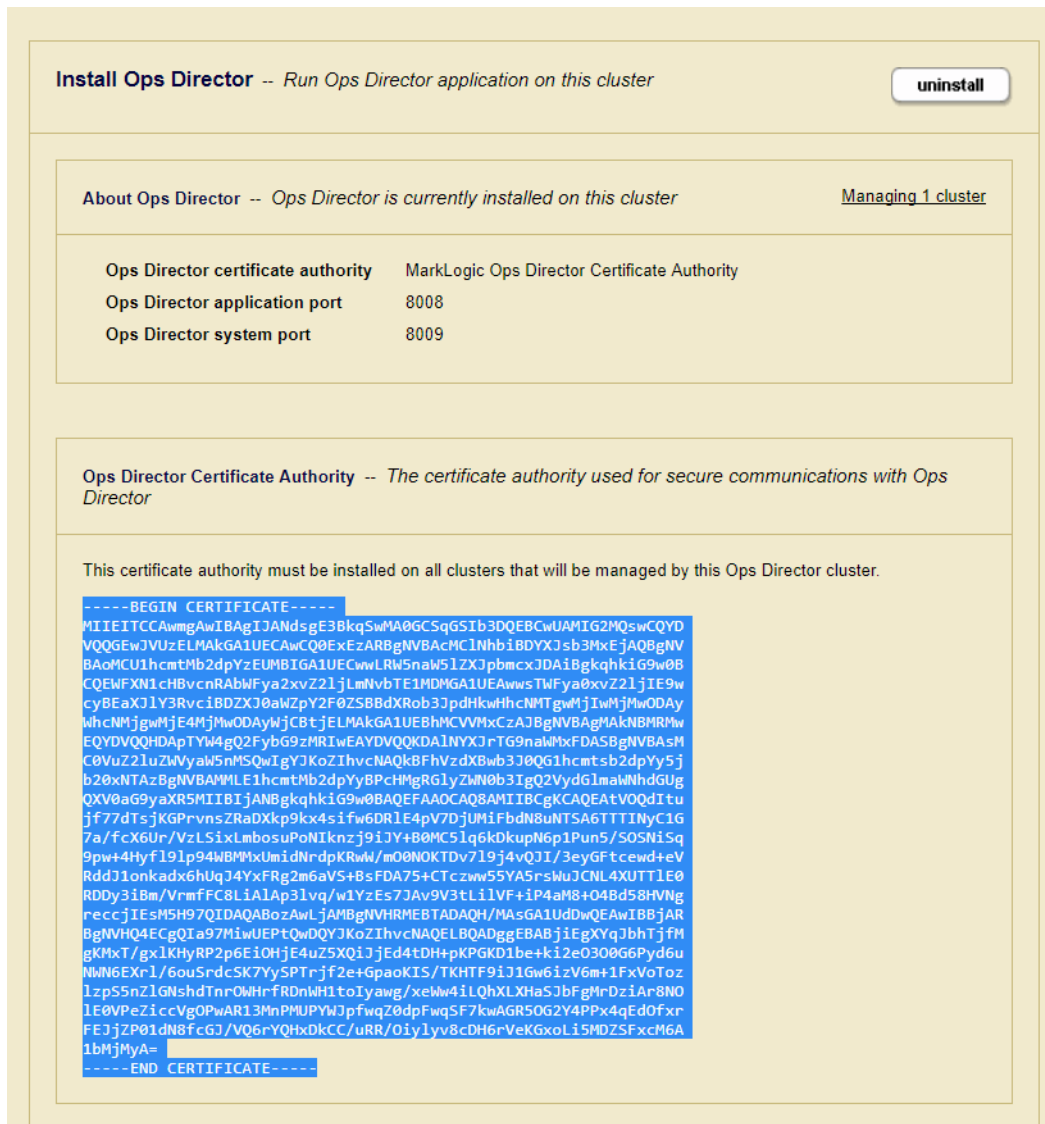 Install Ops Director -- Run Ops Director application on this cluster
uninstall
About Ops Director -- Ops Director is currently installed on this cluster
Managing 1 cluster
Ops Director certificate authority MarkLogic Ops Director Certificate Authority
Ops Director application port 8008
Ops Director system port 8009
Ops Director Certificate Authority -- The certificate authority used for secure communications with Ops
Director
This certificate authority must be installed on all clusters that will be managed by this Ops Director cluster.
-----BEGIN CERTIFICATE-----
MIIEITCCAwmgAwIBAgIJANdsgE3BkqSwMA0GCSqGSIb3DQEBCwUAMIG2MQswCQYD
VQQGEwJVUzELMAkGA1UECAwCQ0ExEzARBgNVBAcMClNhbiBDYXJsb3MxEjAQBgNV
BAoMCU1hcmtMb2dpYzEUMBIGA1UECwwLRW5naW5lZXJpbmcxJDAiBgkqhkiG9w0B
CQEWFXN1cHBvcnRAbWFya2xvZ2ljLmNvbTE1MDMGA1UEAwwsTWFya0xvZ2ljIE9w
cyBEaXJlY3RvciBDZXJ0aWZpY2F0ZSBBdXRob3JpdHkwHhcNMTgwMjIwMjMwODAy
WhcNMjgwMjE4MjMwODAyWjCBtjELMAkGA1UEBhMCVVMxCzAJBgNVBAgMAkNBMRMw
EQYDVQQHDApTYW4gQ2FybG9zMRIwEAYDVQQKDAlNYXJrTG9naWMxFDASBgNVBAsM
C0VuZ2luZWVyaW5nMSQwIgYJKoZIhvcNAQkBFhVzdXBwb3J0QG1hcmtsb2dpYy5j
b20xNTAzBgNVBAMMLE1hcmtMb2dpYyBPcHMgRGlyZWN0b3IgQ2VydGlmaWNhdGUg
QXV0aG9yaXR5MIIBIjANBgkqhkiG9w0BAQEFAAOCAQ8AMIIBCgKCAQEAtVOQdItu
jf77dTsjKGPrvnsZRaDXkp9kx4sifw6DRlE4pV7DjUMiFbdN8uNTSA6TTTINyC1G
7a/fcX6Ur/VzLSixLmbosuPoNIknzj9iJY+B0MC5lq6kDkupN6p1Pun5/SOSNiSq
9pw+4Hyfl9lp94WBMMxUmidNrdpKRwW/mO0NOKTDv7l9j4vQJI/3eyGFtcewd+eV
RddJ1onkadx6hUqJ4YxFRg2m6aVS+BsFDA75+CTczww55YA5rsWuJCNL4XUTTlE0
RDDy3iBm/VrmfFC8LiAlAp3lvq/w1YzEs7JAv9V3tLilVF+iP4aM8+O4Bd58HVNg
reccjIEsM5H97QIDAQABozAwLjAMBgNVHRMEBTADAQH/MAsGA1UdDwQEAwIBBjAR
BgNVHQ4ECgQIa97MiwUEPtQwDQYJKoZIhvcNAQELBQADggEBABjiEgXYqJbhTjfM
gKMxT/gxlKHyRP2p6EiOHjE4uZ5XQiJjEd4tDH+pKPGKD1be+ki2eO3O0G6Pyd6u
NWN6EXrl/6ouSrdcSK7YySPTrjf2e+GpaoKIS/TKHTF9iJ1Gw6izV6m+1FxVoToz
lzpS5nZlGNshdTnrOWHrfRDnWH1toIyawg/xeWw4iLQhXLXHaSJbFgMrDziAr8NO
lE0VPeZiccVgOPwAR13MnPMUPYWJpfwqZ0dpFwqSF7kwAGR5OG2Y4PPx4qEdOfxr
FEJjZP01dN8fcGJ/VQ6rYQHxDkCC/uRR/Oiylyv8cDH6rVeKGxoLi5MDZSFxcM6A
1bMjMyA=
-----END CERTIFICATE-----